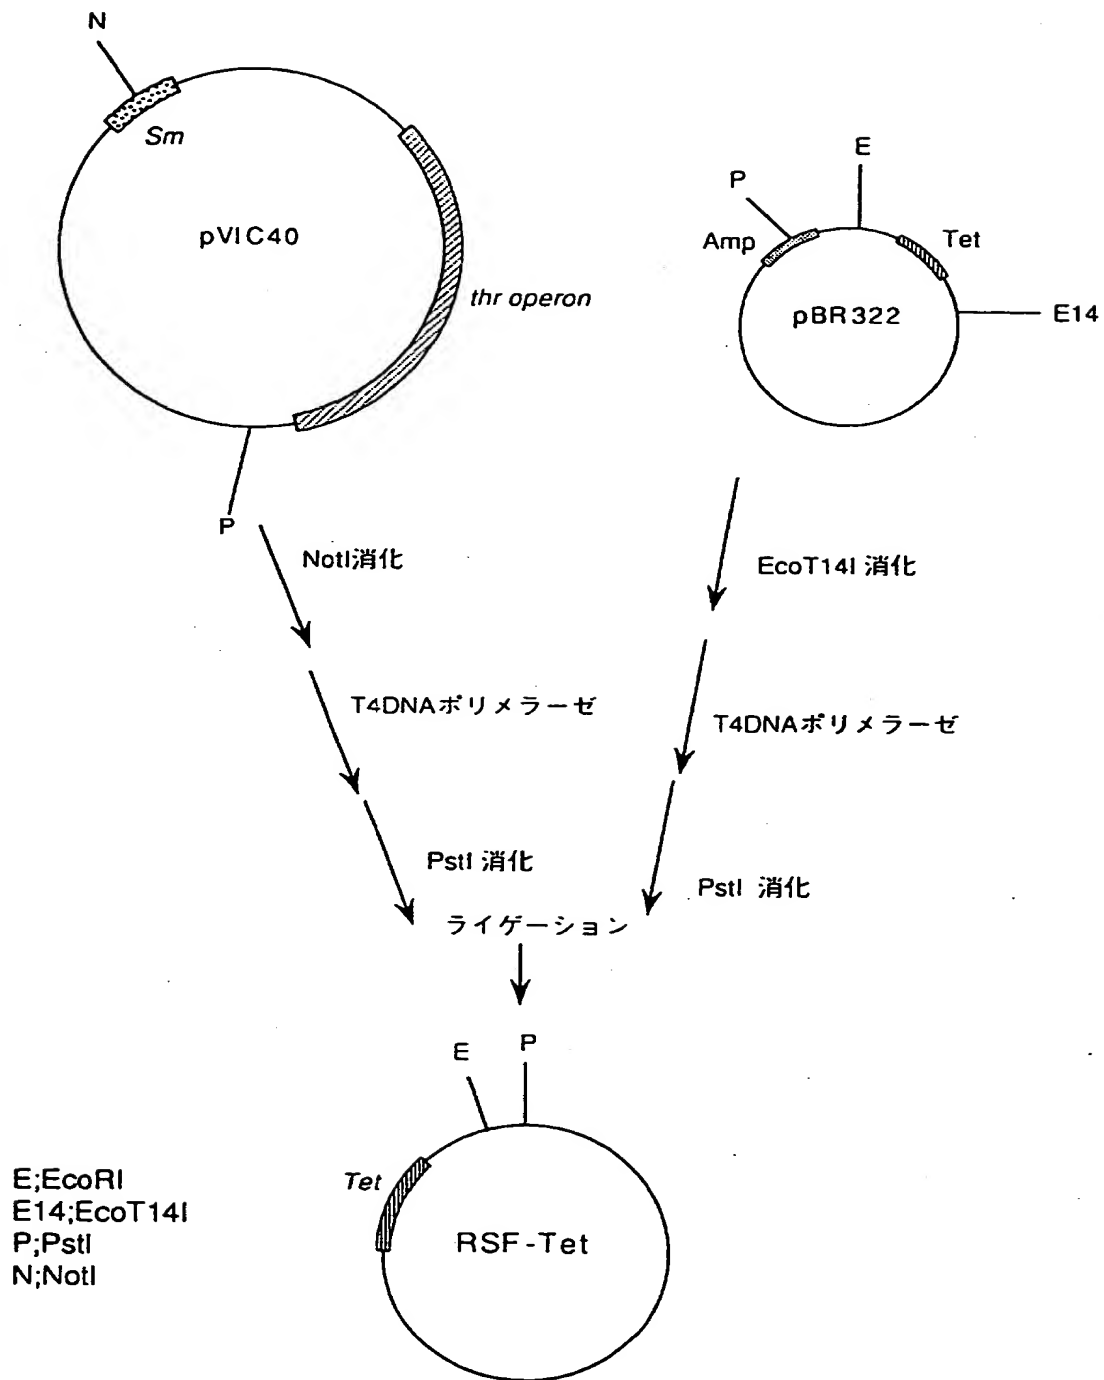 N
Sm
pVIC40
thr operon
P
E
P
Amp
Tet
pBR322
E14
NotI消化
EcoT14I 消化
T4DNAポリメラーゼ
T4DNAポリメラーゼ
PstI 消化
PstI 消化
ライゲーション
E
P
Tet
RSF-Tet
E;EcoRI
E14;EcoT14I
P;PstI
N;NotI